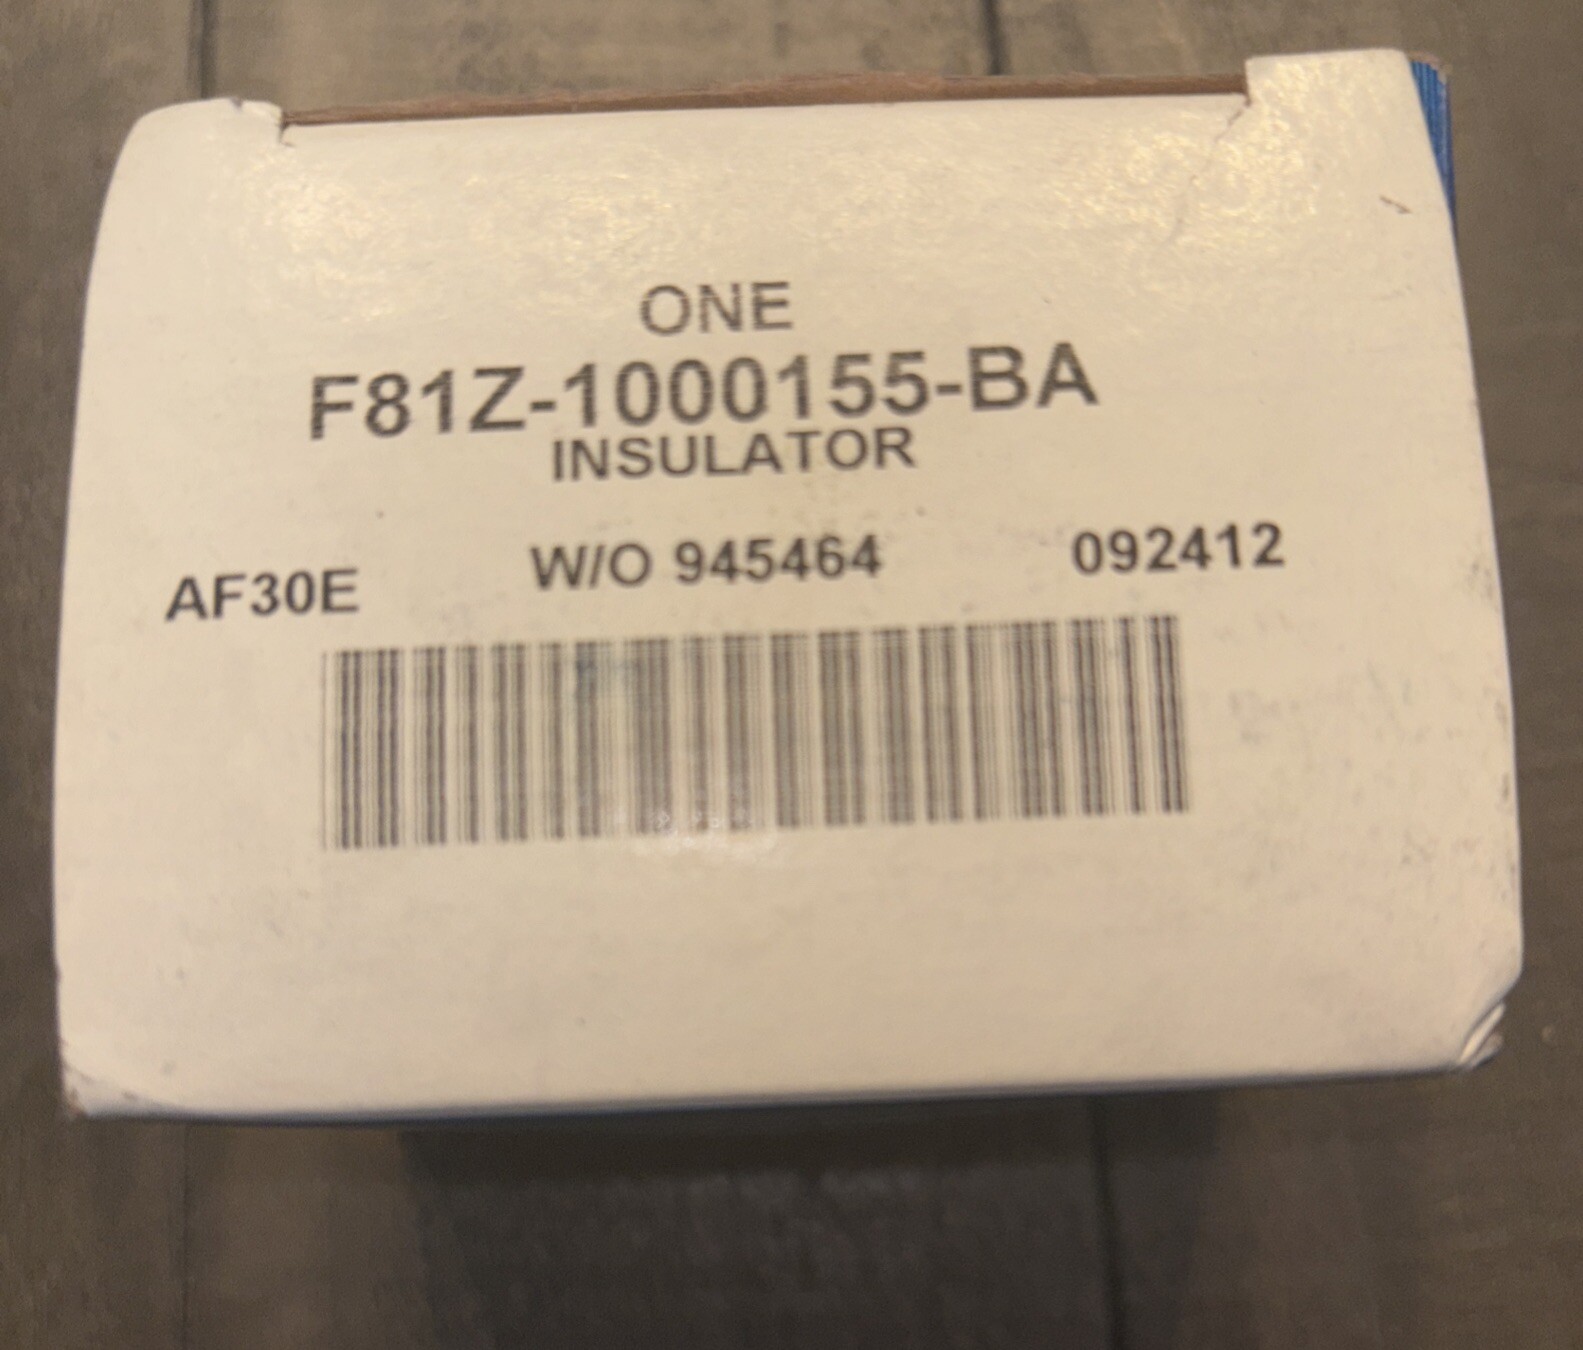 ONE
F81Z-1000155-BA
INSULATOR
AF30E W/O 945464 092412